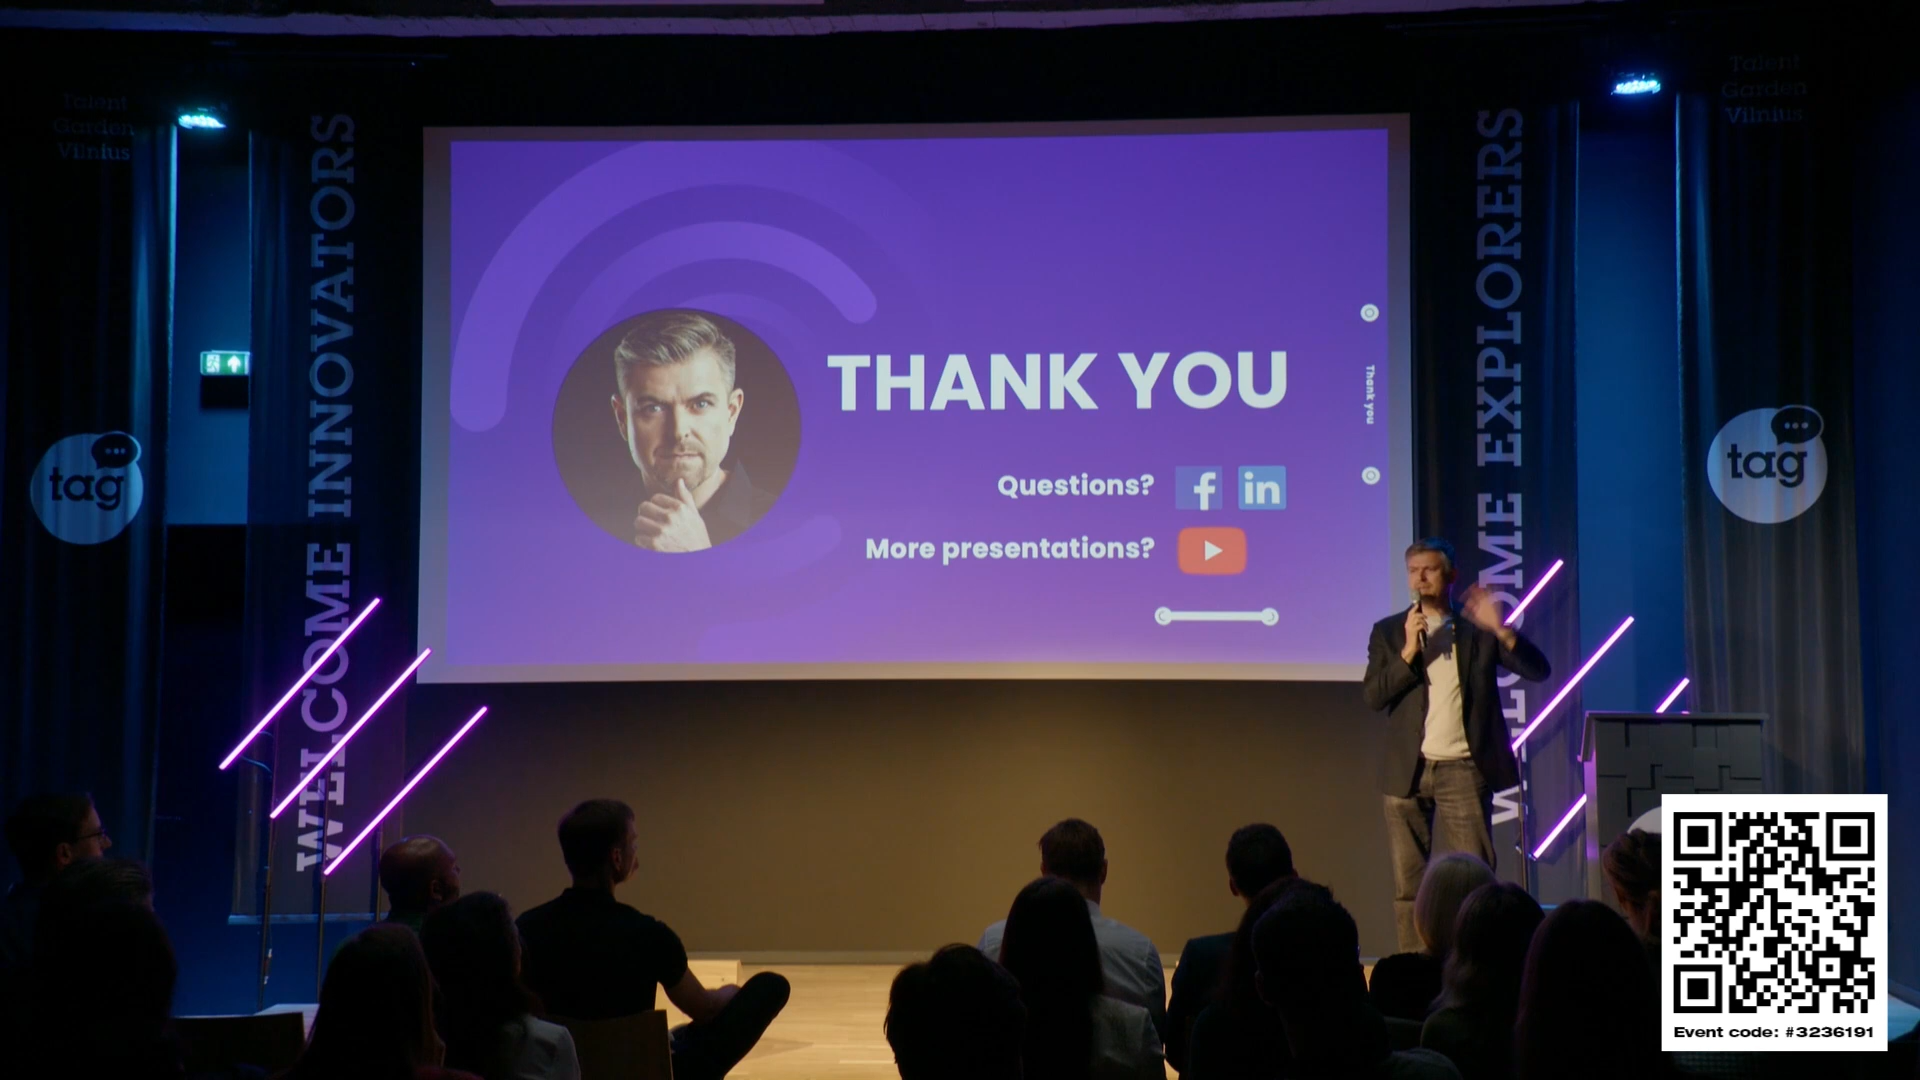 Talent
Garden
Vilnius
WELCOME INNOVATORS
tag
THANK YOU
Questions?
f
in
More presentations?
Thank you
WELCOME EXPLORERS
Talent
Garden
Vilnius
tag
Event code: #3236191